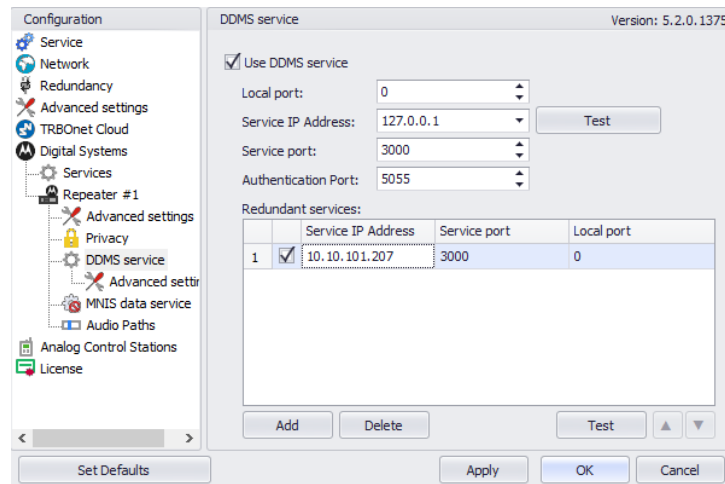 Configuration
Service
Network
Redundancy
Advanced settings
TRBOnet Cloud
Digital Systems
Services
Repeater #1
Advanced settings
Privacy
DDMS service
Advanced settir
MNIS data service
Audio Paths
Analog Control Stations
License
Set Defaults
DDMS service Version: 5.2.0.1375
Use DDMS service
Local port: 0
Service IP Address: 127.0.0.1 Test
Service port: 3000
Authentication Port: 5055
Redundant services:
Service IP Address Service port Local port
1 10.10.101.207 3000 0
Add Delete Test
Apply OK Cancel